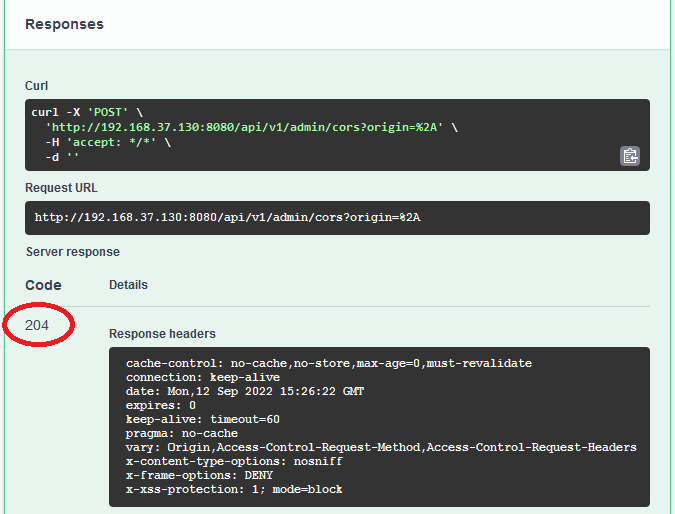 Responses
Curl
curl -X 'POST' \
'http://192.168.37.130:8080/api/v1/admin/cors?origin=%2A' \
-H 'accept: */*' \
-d ''
Request URL
http://192.168.37.130:8080/api/v1/admin/cors?origin=%2A
Server response
Code Details
204
Response headers
cache-control: no-cache,no-store,max-age=0,must-revalidate
connection: keep-alive
date: Mon,12 Sep 2022 15:26:22 GMT
expires: 0
keep-alive: timeout=60
pragma: no-cache
vary: Origin,Access-Control-Request-Method,Access-Control-Request-Headers
x-content-type-options: nosniff
x-frame-options: DENY
x-xss-protection: 1; mode=block